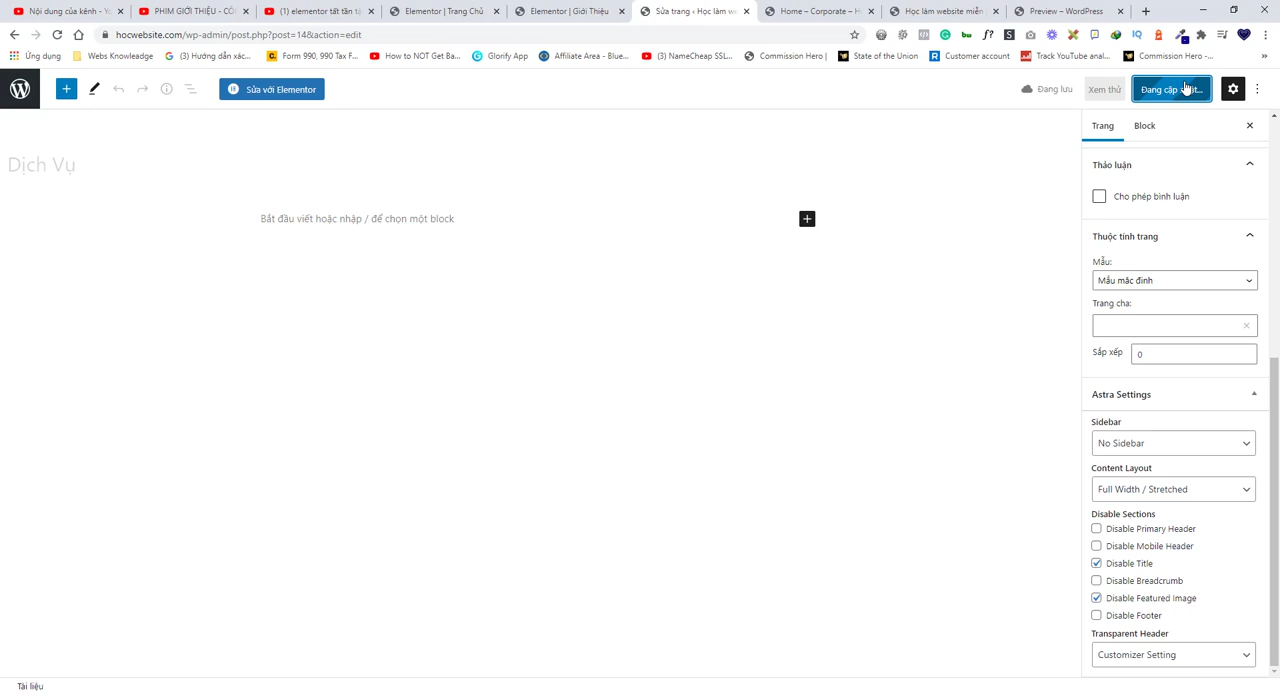 Nội dung của kênh - Yo
PHIM GIỚI THIỆU - CÔ
(1) elementor tất tần tậ
Elementor | Trang Chủ
Elementor | Giới Thiệu
Sửa trang ‹ Học làm we
Home – Corporate – H
Học làm website miễn
Preview – WordPress
hocwebsite.com/wp-admin/post.php?post=14&action=edit
Ứng dụng
Webs Knowleadge
(3) Hướng dẫn xác...
Form 990, 990 Tax F...
How to NOT Get Ba...
Glorify App
Affiliate Area - Blue...
(3) NameCheap SSL...
Commission Hero |
State of the Union
Customer account
Track YouTube anal...
Commission Hero -...
Sửa với Elementor
Đang lưu
Xem thử
Trang
Block
Dịch Vụ
Bắt đầu viết hoặc nhập / để chọn một block
Thảo luận
Cho phép bình luận
Thuộc tính trang
Mẫu:
Mẫu mặc định
Trang cha:
Sắp xếp
0
Astra Settings
Sidebar
No Sidebar
Content Layout
Full Width / Stretched
Disable Sections
Disable Primary Header
Disable Mobile Header
Disable Title
Disable Breadcrumb
Disable Featured Image
Disable Footer
Transparent Header
Customizer Setting
Tài liệu